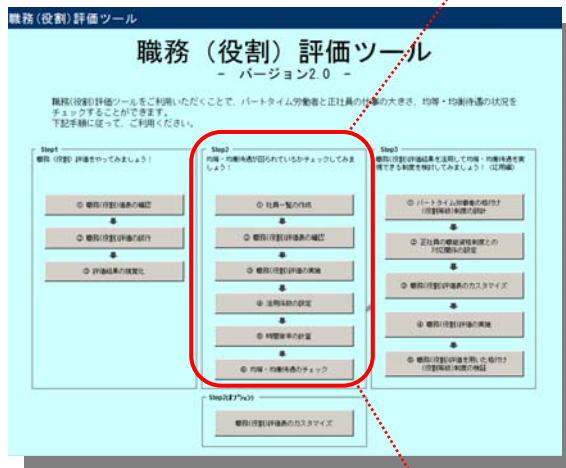 職務(役割)評価ツール
職務（役割）評価ツール
－ バージョン2.0 －
職務(役割)評価ツールをご利用いただくことで、パートタイム労働者と正社員の仕事の大きさ、均等・均衡待遇の状況を
チェックすることができます。
下記手順に従って、ご利用ください。
Step1
職務（役割）評価をやってみましょう！
① 職務(役割)評価表の確認
② 職務(役割)評価の試行
③ 評価結果の視覚化
Step2
均等・均衡待遇が図られているかチェックしてみま
しょう！
① 社員一覧の作成
② 職務(役割)評価表の確認
③ 職務(役割)評価の実施
④ 活用係数の設定
⑤ 時間賃率の計算
⑥ 均等・均衡待遇のチェック
Step2(オプション)
職務(役割)評価表のカスタマイズ
Step3
職務(役割)評価結果を活用して均等・均衡待遇を実
現できる制度を検討してみましょう！（応用編）
① パートタイム労働者の格付け
(役割等級)制度の設計
② 正社員の職能資格制度との
対応関係の設定
③ 職務(役割)評価表のカスタマイズ
④ 職務(役割)評価の実施
⑤ 職務(役割)評価を用いた格付け
(役割等級)制度の検証